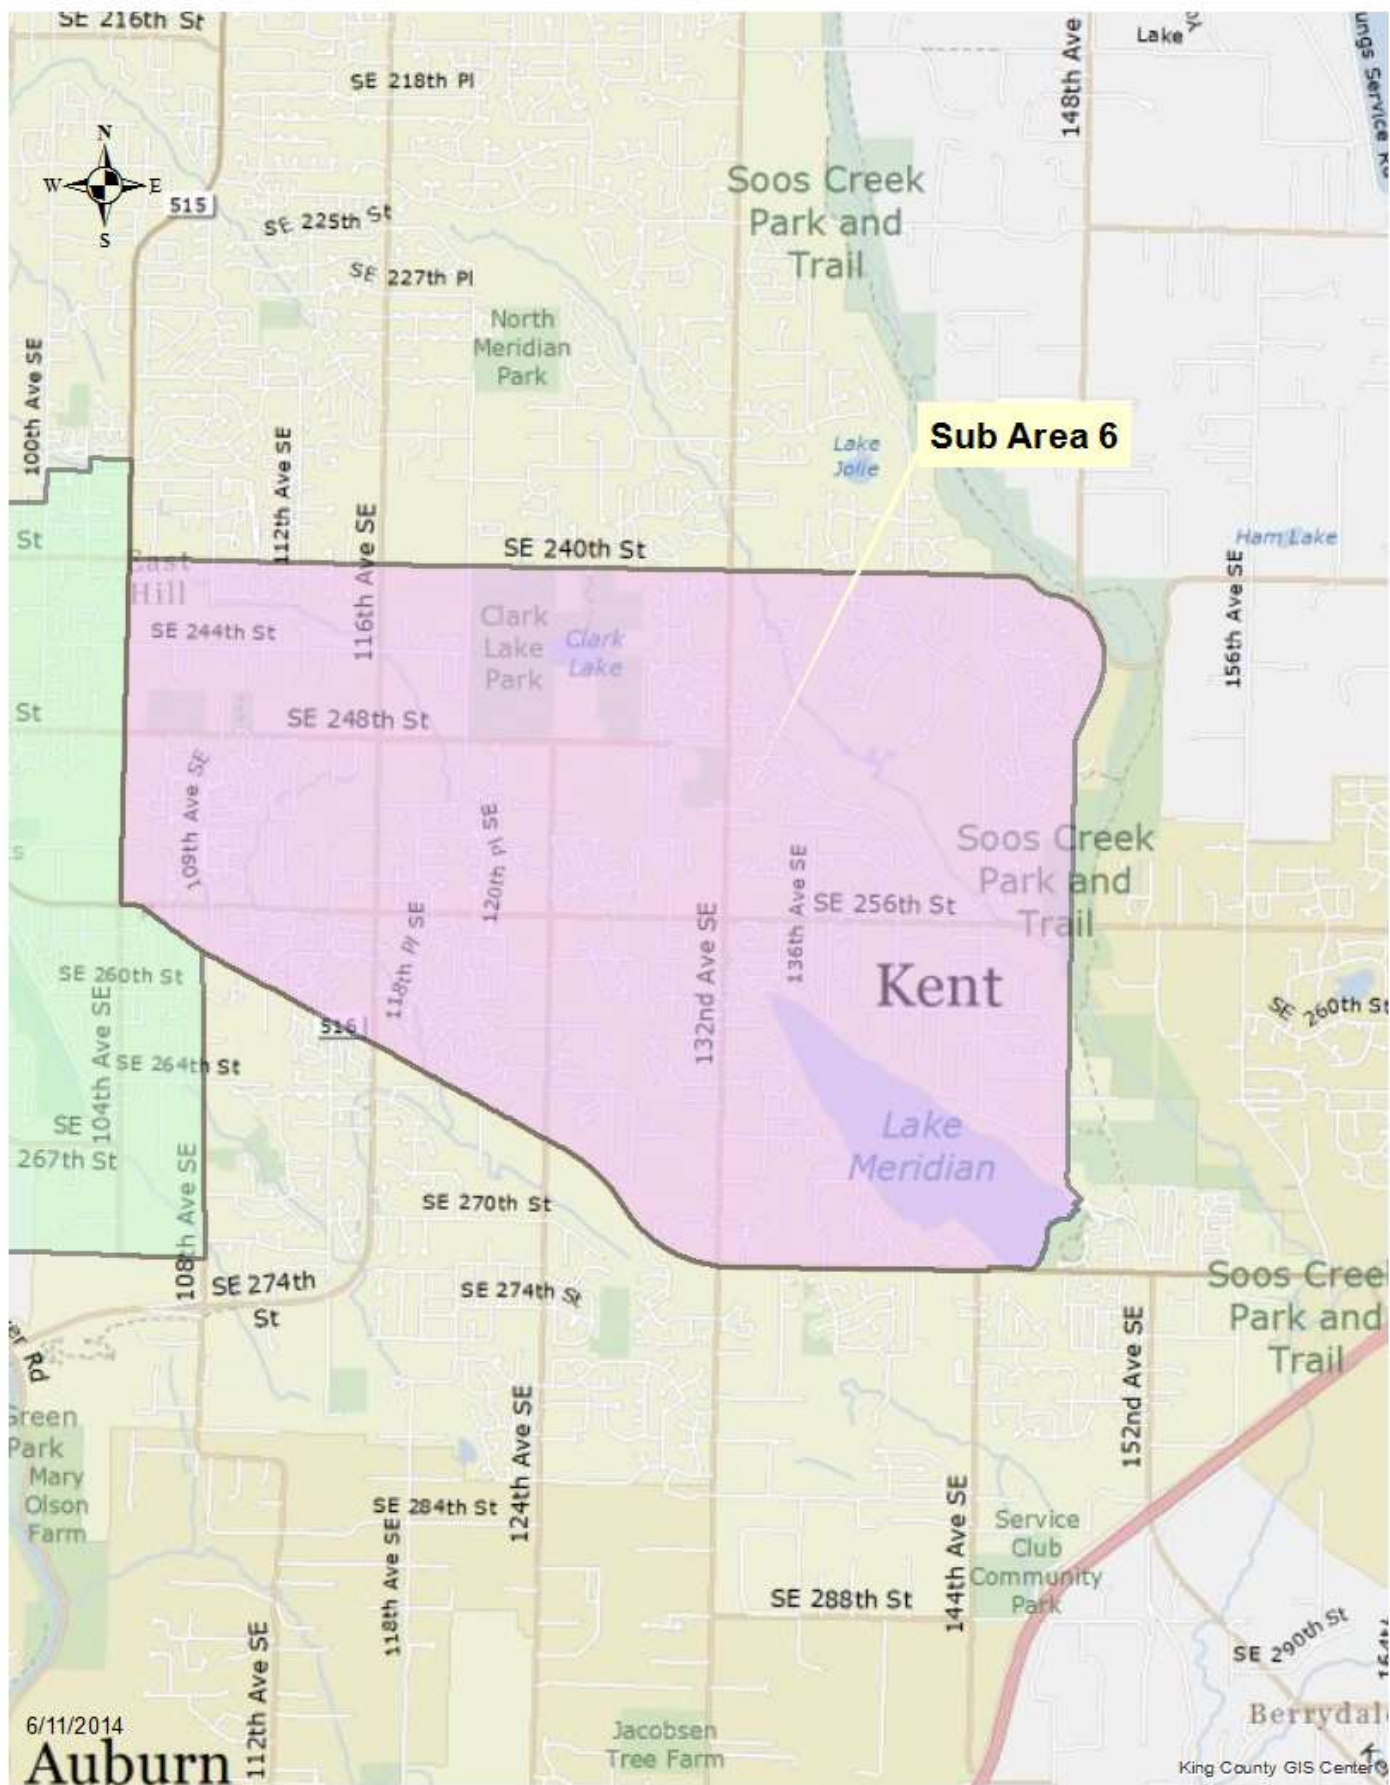 SE 216th St
148th Ave
Lake
ungs Service R
SE 218th Pl
N
W E
S
515
Soos Creek
Park and
Trail
SE 225th St
SE 227th Pl
North
Meridian
Park
100th Ave SE
112th Ave SE
Lake
Jolie
Sub Area 6
116th Ave SE
St
East
Hill
SE 240th St
Ham Lake
156th Ave SE
SE 244th St
Clark
Lake
Park
Clark
Lake
St
SE 248th St
109th Ave SE
120th Pl SE
s
Soos Creek
Park and
Trail
136th Ave SE
SE 256th St
118th Pl SE
132nd Ave SE
SE 260th St
Kent
SE 260th St
516
104th Ave SE
SE 264th St
SE
267th St
Lake
Meridian
108th Ave SE
SE 270th St
SE 274th
St
SE 274th St
Soos Cree
Park and
Trail
er Rd
152nd Ave SE
Green
Park
Mary
Olson
Farm
124th Ave SE
SE 284th St
118th Ave SE
144th Ave SE
Service
Club
Community
Park
SE 288th St
SE 290th St
164th
112th Ave SE
Berrydale
6/11/2014
Auburn
Jacobsen
Tree Farm
King County GIS Center